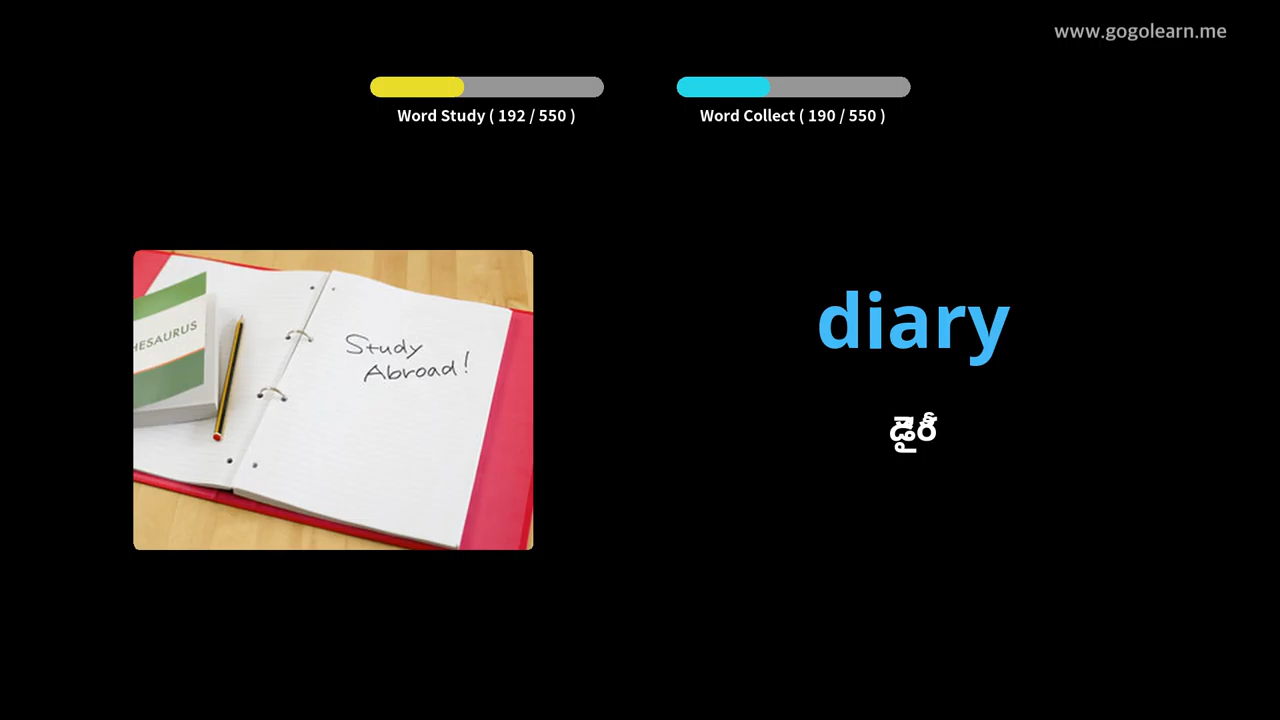 www.gogolearn.me
Word Study ( 192 / 550 )
Word Collect ( 190 / 550 )
HESAURUS
Study
Abroad!
diary
డైరీ